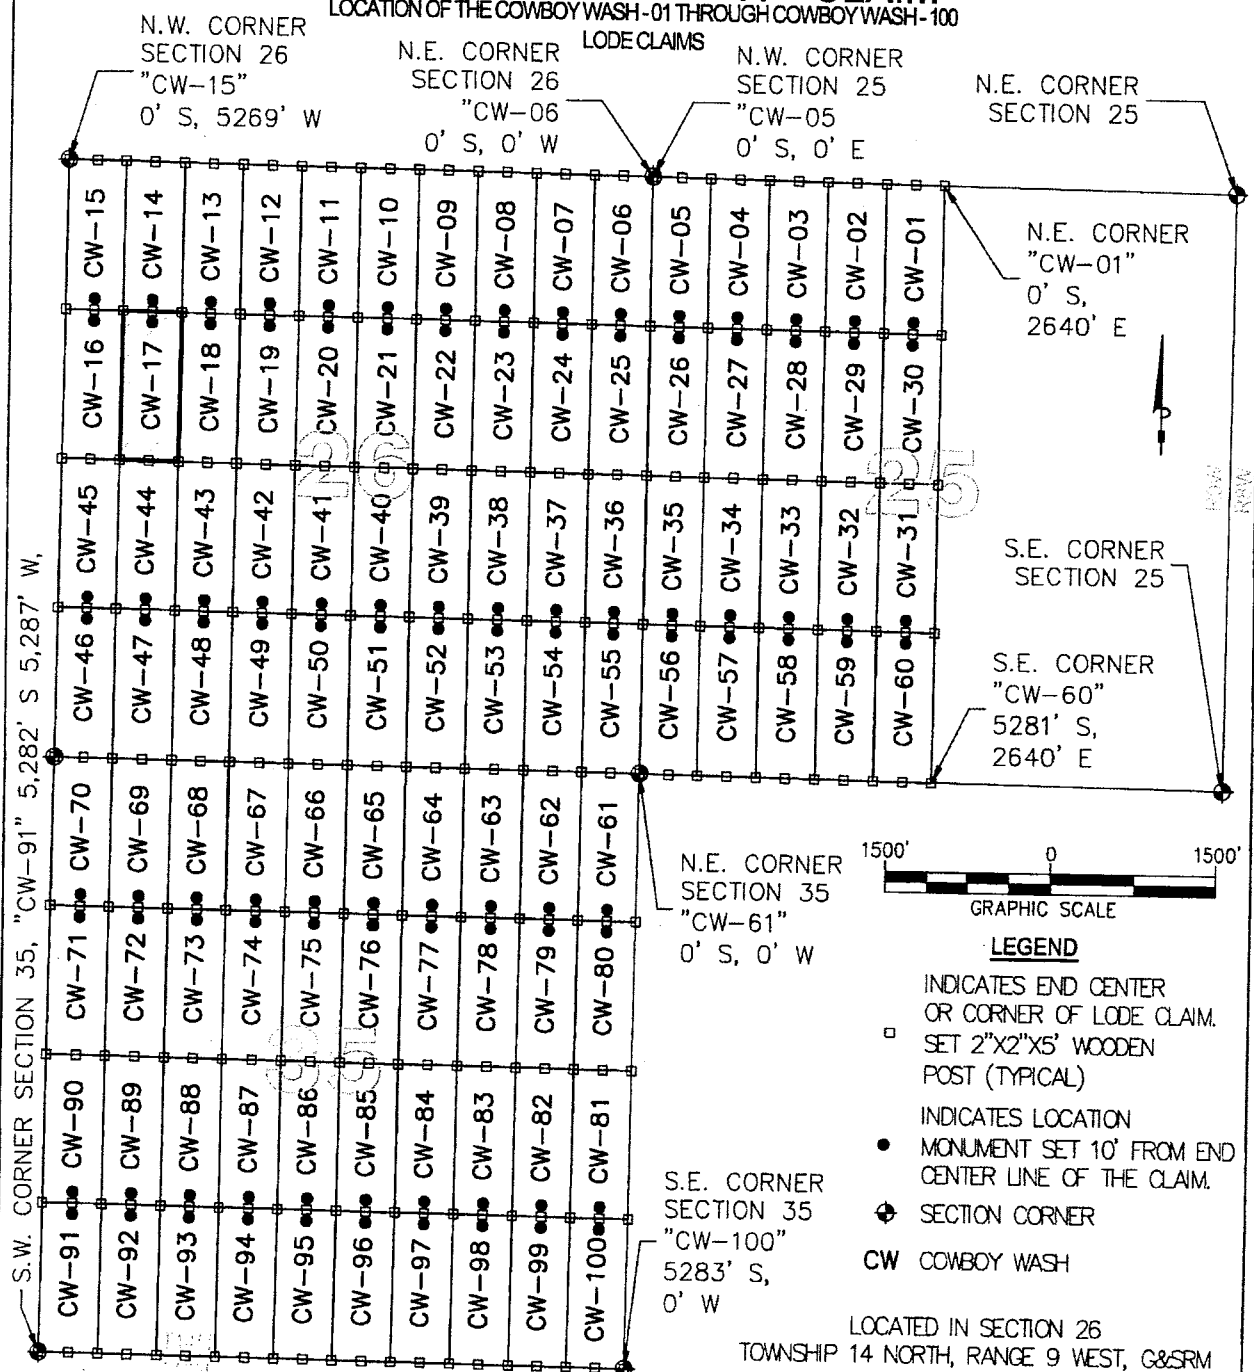 LOCATION OF THE COWBOY WASH-01 THROUGH COWBOY WASH-100
LODE CLAIMS
N.W. CORNER
SECTION 26
"CW-15"
0' S, 5269' W
N.E. CORNER
SECTION 26
"CW-06
0' S, 0' W
N.W. CORNER
SECTION 25
"CW-05
0' S, 0' E
N.E. CORNER
SECTION 25
CW-15 CW-14 CW-13 CW-12 CW-11 CW-10 CW-09 CW-08 CW-07 CW-06 CW-05 CW-04 CW-03 CW-02 CW-01
N.E. CORNER
"CW-01"
0' S,
2640' E
CW-16 CW-17 CW-18 CW-19 CW-20 CW-21 CW-22 CW-23 CW-24 CW-25 CW-26 CW-27 CW-28 CW-29 CW-30
26
25
R9W
R8W
CW-45 CW-44 CW-43 CW-42 CW-41 CW-40 CW-39 CW-38 CW-37 CW-36 CW-35 CW-34 CW-33 CW-32 CW-31
S.E. CORNER
SECTION 25
CW-46 CW-47 CW-48 CW-49 CW-50 CW-51 CW-52 CW-53 CW-54 CW-55 CW-56 CW-57 CW-58 CW-59 CW-60
S.E. CORNER
"CW-60"
5281' S,
2640' E
CW-70 CW-69 CW-68 CW-67 CW-66 CW-65 CW-64 CW-63 CW-62 CW-61
N.E. CORNER
SECTION 35
"CW-61"
0' S, 0' W
CW-71 CW-72 CW-73 CW-74 CW-75 CW-76 CW-77 CW-78 CW-79 CW-80
35
CW-90 CW-89 CW-88 CW-87 CW-86 CW-85 CW-84 CW-83 CW-82 CW-81
CW-91 CW-92 CW-93 CW-94 CW-95 CW-96 CW-97 CW-98 CW-99 CW-100
S.E. CORNER
SECTION 35
"CW-100"
5283' S,
0' W
S.W. CORNER SECTION 35, "CW-91" 5,282' S 5,287' W,
1500' 0 1500'
GRAPHIC SCALE
LEGEND
INDICATES END CENTER
OR CORNER OF LODE CLAIM.
SET 2"X2"X5' WOODEN
POST (TYPICAL)
INDICATES LOCATION
MONUMENT SET 10' FROM END
CENTER LINE OF THE CLAIM.
SECTION CORNER
CW COWBOY WASH
LOCATED IN SECTION 26
TOWNSHIP 14 NORTH, RANGE 9 WEST, G&SRM